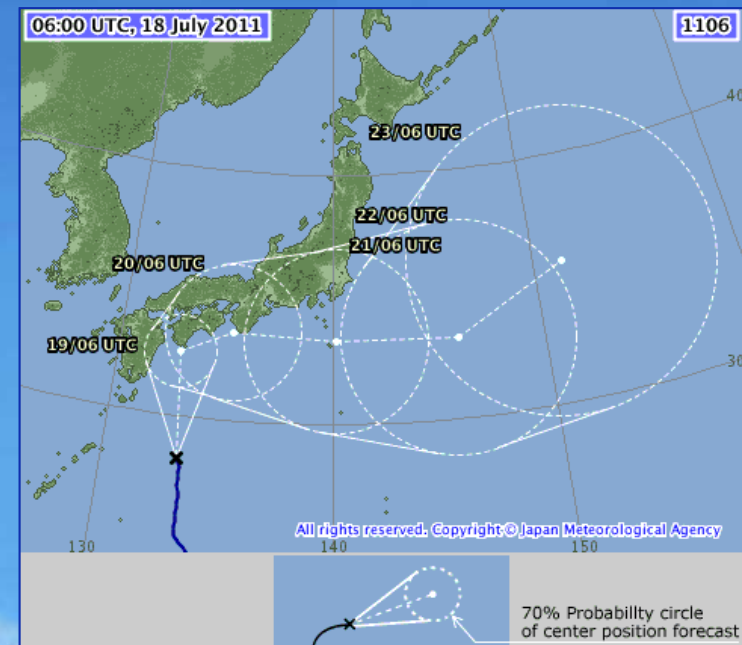 06:00 UTC, 18 July 2011
1106
40
23/06 UTC
22/06 UTC
21/06 UTC
20/06 UTC
19/06 UTC
30
All rights reserved. Copyright © Japan Meteorological Agency
130
140
150
70% Probability circle
of center position forecast